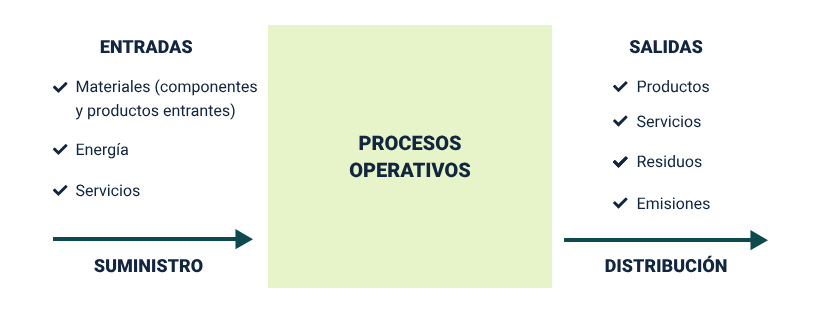 ENTRADAS
Materiales (componentes
y productos entrantes)
Energía
Servicios
SUMINISTRO
PROCESOS
OPERATIVOS
SALIDAS
Productos
Servicios
Residuos
Emisiones
DISTRIBUCIÓN